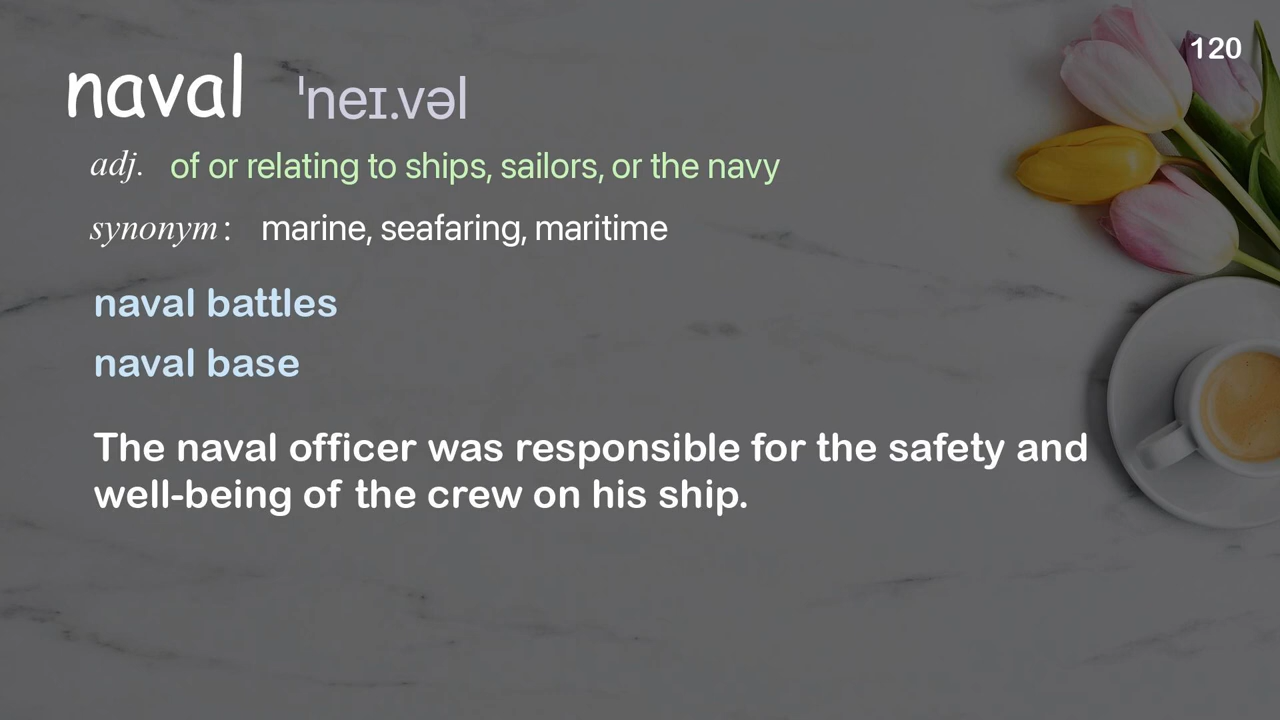 120
naval ˈneɪ.vəl
adj. of or relating to ships, sailors, or the navy
synonym: marine, seafaring, maritime
naval battles
naval base
The naval officer was responsible for the safety and
well-being of the crew on his ship.